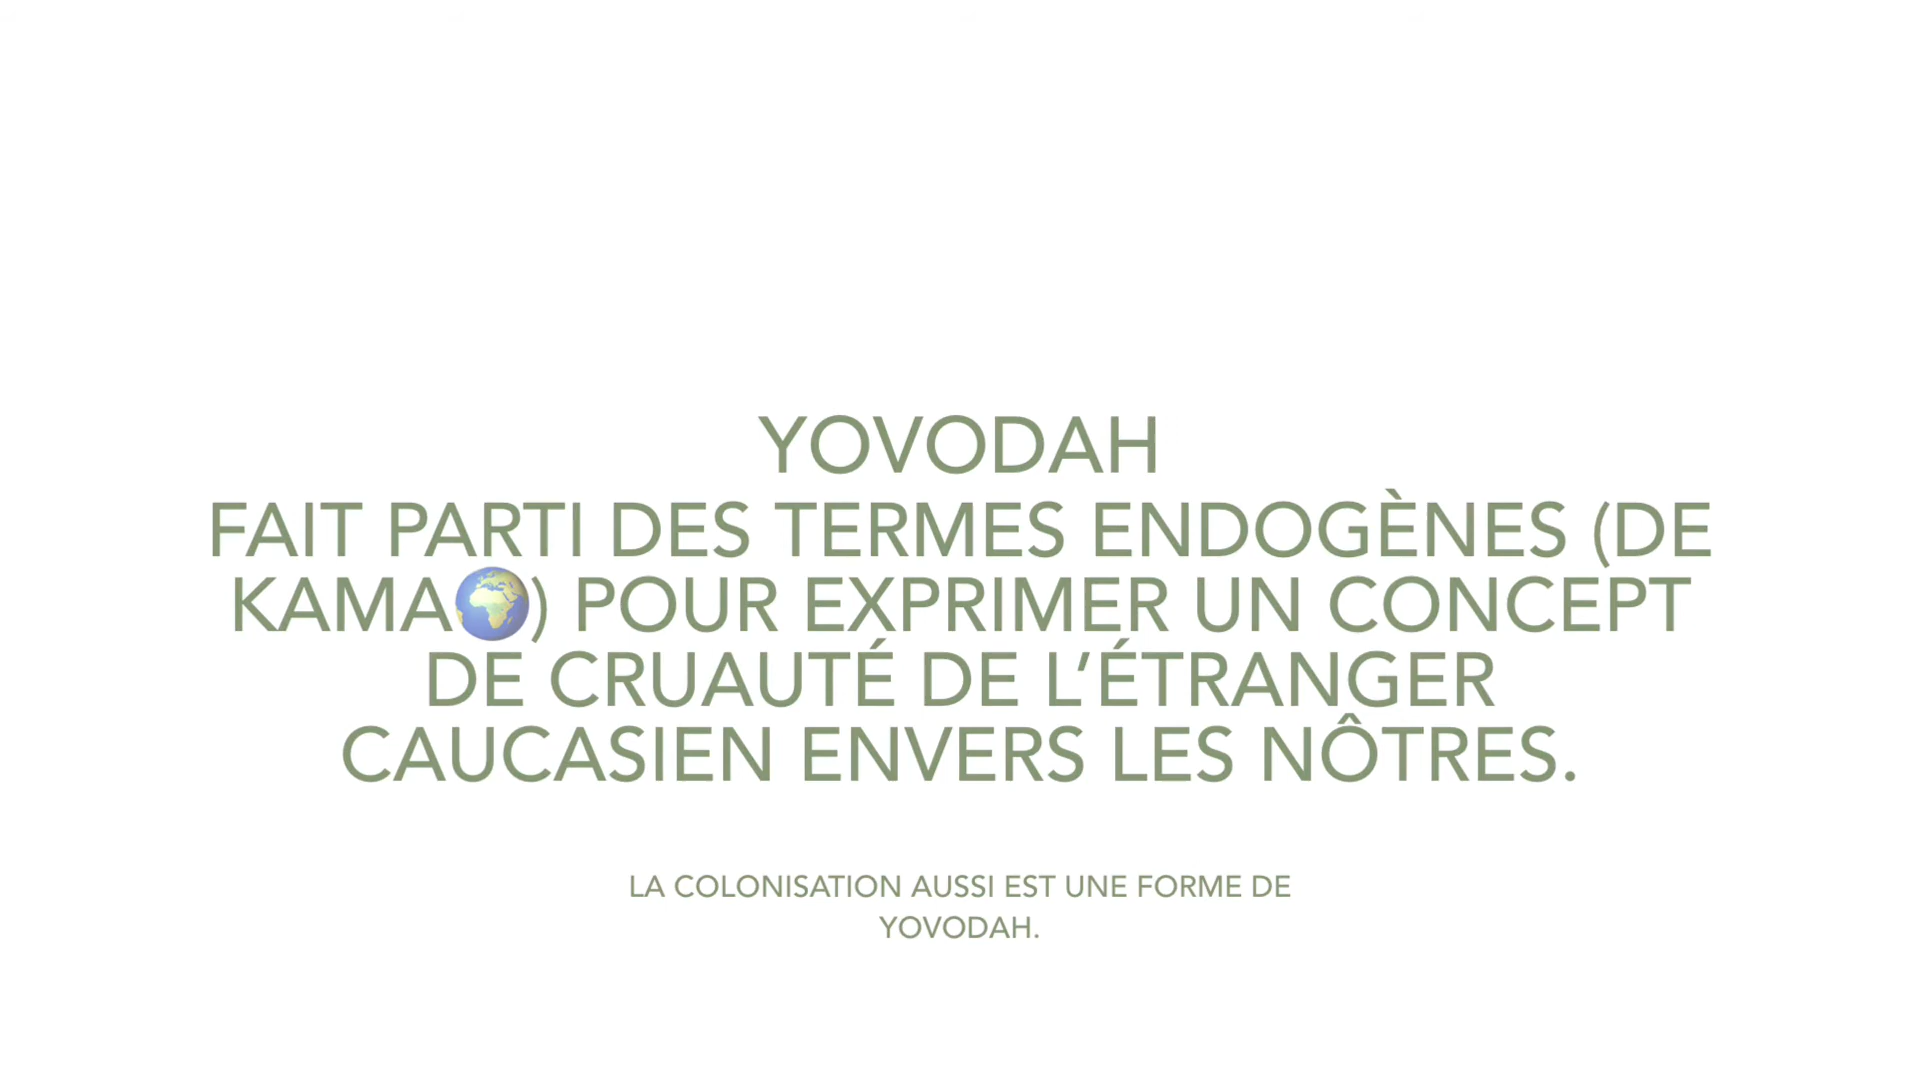 YOVODAH
FAIT PARTI DES TERMES ENDOGÈNES (DE
KAMA🌍) POUR EXPRIMER UN CONCEPT
DE CRUAUTÉ DE L’ÉTRANGER
CAUCASIEN ENVERS LES NÔTRES.
LA COLONISATION AUSSI EST UNE FORME DE
YOVODAH.